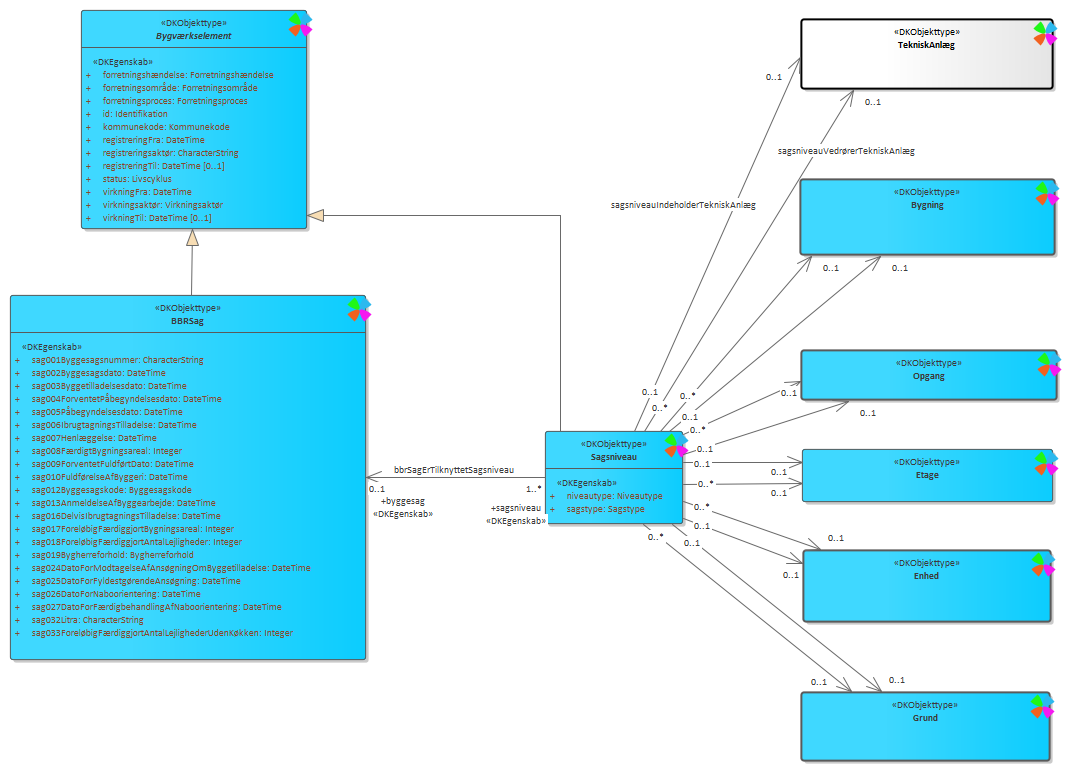 «DKObjekttype»
Bygværkselement
«DKEgenskab»
+ forretningshændelse: Forretningshændelse
+ forretningsområde: Forretningsområde
+ forretningsproces: Forretningsproces
+ id: Identifikation
+ kommunekode: Kommunekode
+ registreringFra: DateTime
+ registreringsaktør: CharacterString
+ registreringTil: DateTime [0..1]
+ status: Livscyklus
+ virkningFra: DateTime
+ virkningsaktør: Virkningsaktør
+ virkningTil: DateTime [0..1]
«DKObjekttype»
BBRSag
«DKEgenskab»
+ sag001Byggesagsnummer: CharacterString
+ sag002Byggesagsdato: DateTime
+ sag003Byggetilladelsesdato: DateTime
+ sag004ForventetPåbegyndelsesdato: DateTime
+ sag005Påbegyndelsesdato: DateTime
+ sag006IbrugtagningsTilladelse: DateTime
+ sag007Henlæggelse: DateTime
+ sag008FærdigtBygningsareal: Integer
+ sag009ForventetFuldførtDato: DateTime
+ sag010FuldførelseAfByggeri: DateTime
+ sag012Byggesagskode: Byggesagskode
+ sag013AnmeldelseAfByggearbejde: DateTime
+ sag016DelvisIbrugtagningsTilladelse: DateTime
+ sag017ForeløbigFærdiggjortBygningsareal: Integer
+ sag018ForeløbigFærdiggjortAntalLejligheder: Integer
+ sag019Bygherreforhold: Bygherreforhold
+ sag024DatoForModtagelseAfAnsøgningOmByggetilladelse: DateTime
+ sag025DatoForFyldestgørendeAnsøgning: DateTime
+ sag026DatoForNaboorientering: DateTime
+ sag027DatoForFærdigbehandlingAfNaboorientering: DateTime
+ sag032Litra: CharacterString
+ sag033ForeløbigFærdiggjortAntalLejlighederUdenKøkken: Integer
bbrSagErTilknyttetSagsniveau
0..1
+byggesag
«DKEgenskab»
1..*
+sagsniveau
«DKEgenskab»
«DKObjekttype»
Sagsniveau
«DKEgenskab»
+ niveautype: Niveautype
+ sagstype: Sagstype
0..1
0..*
0..*
0..1
0..*
0..1
0..1
0..*
0..*
0..1
0..*
0..1
sagsniveauIndeholderTekniskAnlæg
sagsniveauVedrørerTekniskAnlæg
0..1
0..1
«DKObjekttype»
TekniskAnlæg
0..1
0..1
«DKObjekttype»
Bygning
0..1
0..1
«DKObjekttype»
Opgang
0..1
0..1
«DKObjekttype»
Etage
0..1
0..1
«DKObjekttype»
Enhed
0..1
0..1
«DKObjekttype»
Grund